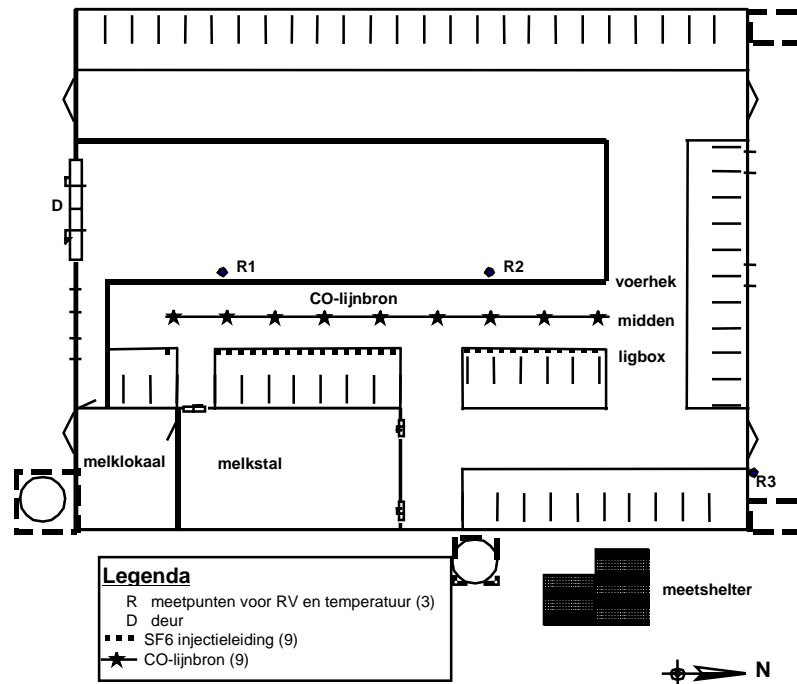 D
R1
R2
voerhek
CO-lijnbron
midden
ligbox
melklokaal
melkstal
R3
Legenda
R meetpunten voor RV en temperatuur (3)
D deur
SF6 injectieleiding (9)
CO-lijnbron (9)
meetshelter
N